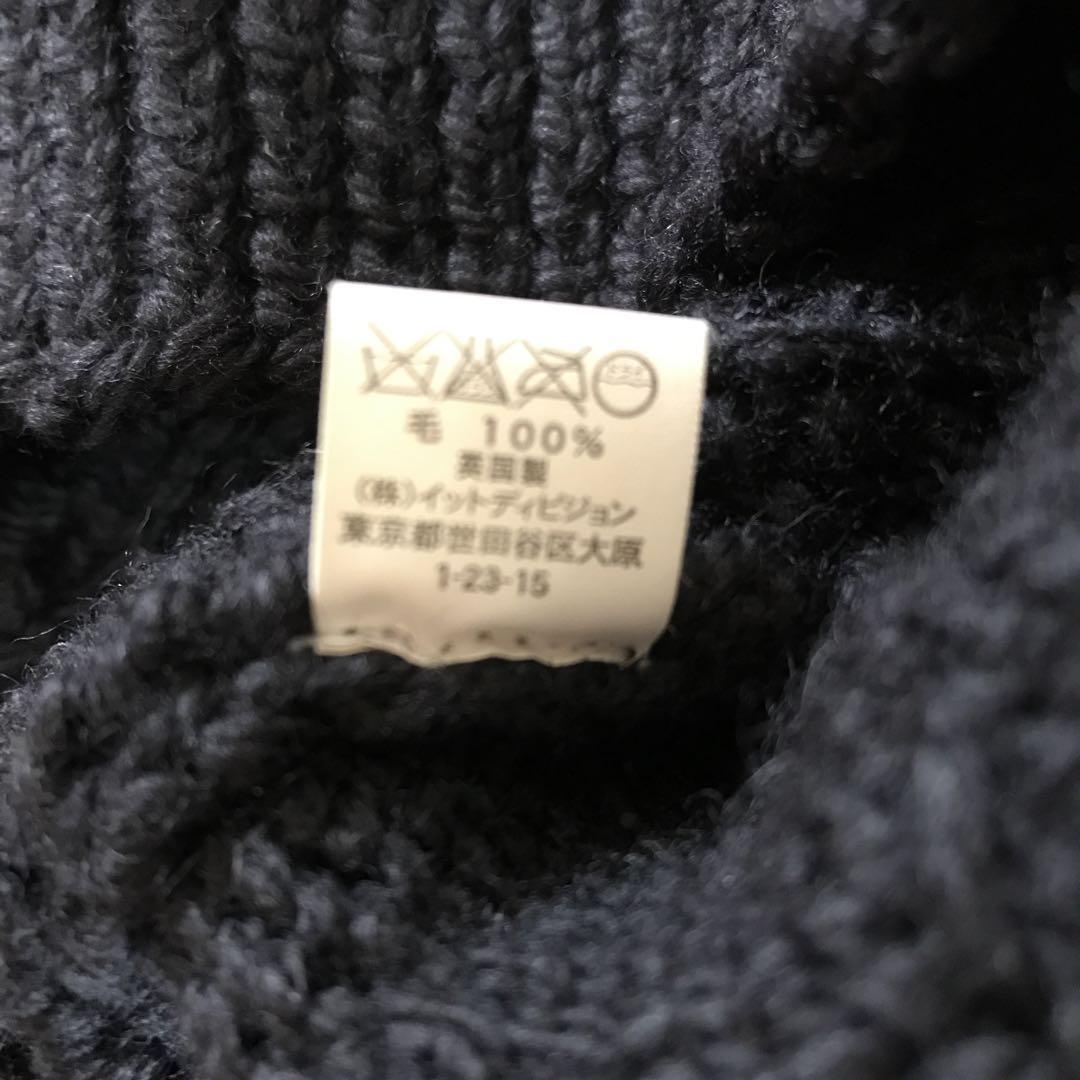 毛 100%
英国製
(株)イットディビジョン
東京都世田谷区大原
1-23-15